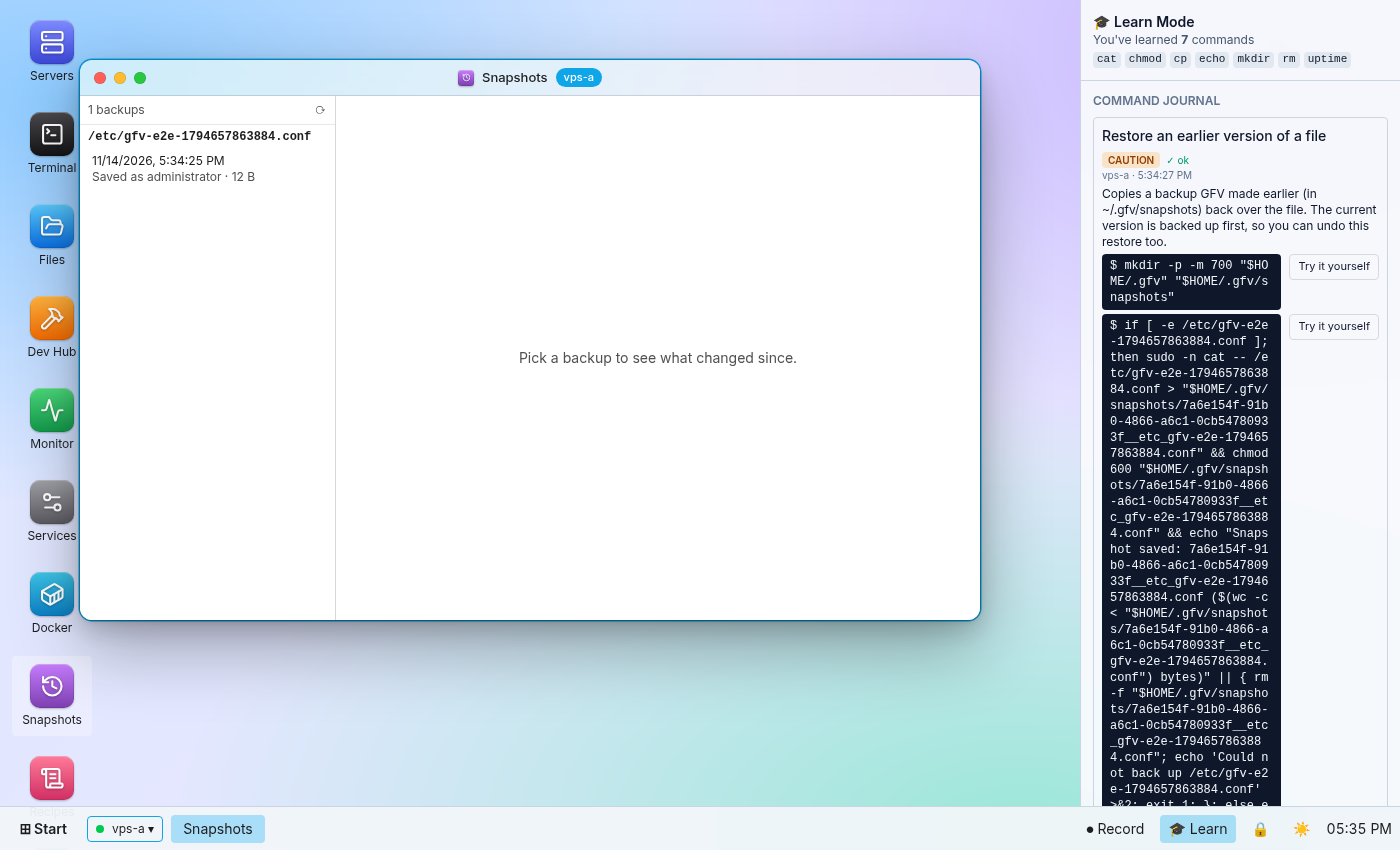 Servers
Terminal
Files
Dev Hub
Monitor
Services
Docker
Snapshots
Recipes
Snapshots vps-a
1 backups
/etc/gfv-e2e-1794657863884.conf
11/14/2026, 5:34:25 PM
Saved as administrator · 12 B
Pick a backup to see what changed since.
🎓 Learn Mode
You've learned 7 commands
cat chmod cp echo mkdir rm uptime
COMMAND JOURNAL
Restore an earlier version of a file
CAUTION ✓ ok
vps-a · 5:34:27 PM
Copies a backup GFV made earlier (in
~/.gfv/snapshots) back over the file. The current
version is backed up first, so you can undo this
restore too.
$ mkdir -p -m 700 "$HO
ME/.gfv" "$HOME/.gfv/s
napshots"
Try it yourself
$ if [ -e /etc/gfv-e2e
-1794657863884.conf ];
then sudo -n cat -- /e
tc/gfv-e2e-17946578638
84.conf > "$HOME/.gfv/
snapshots/7a6e154f-91b
0-4866-a6c1-0cb5478093
3f__etc_gfv-e2e-179465
7863884.conf" && chmod
600 "$HOME/.gfv/snapsh
ots/7a6e154f-91b0-4866
-a6c1-0cb54780933f__et
c_gfv-e2e-179465786388
4.conf" && echo "Snaps
hot saved: 7a6e154f-91
b0-4866-a6c1-0cb547809
33f__etc_gfv-e2e-17946
57863884.conf ($(wc -c
< "$HOME/.gfv/snapshot
s/7a6e154f-91b0-4866-a
6c1-0cb54780933f__etc_
gfv-e2e-1794657863884.
conf") bytes)" || { rm
-f "$HOME/.gfv/snapsho
ts/7a6e154f-91b0-4866-
a6c1-0cb54780933f__etc
_gfv-e2e-179465786388
4.conf"; echo 'Could n
ot back up /etc/gfv-e2
e-1794657863884.conf'
>&2; exit 1; }; else e
Try it yourself
⊞ Start
vps-a ▾
Snapshots
● Record
🎓 Learn
05:35 PM